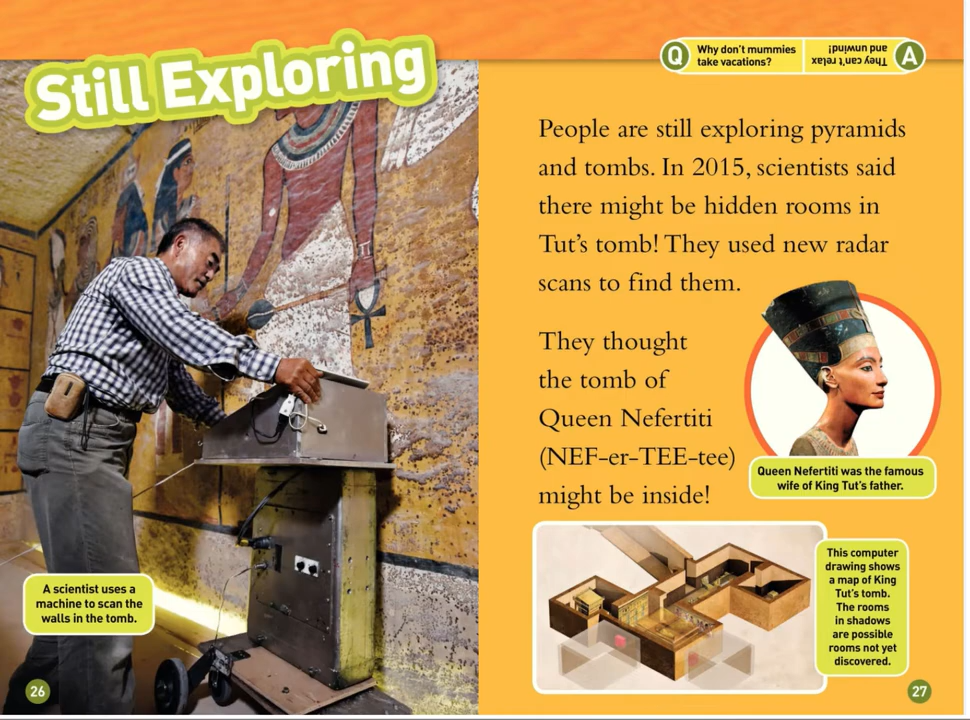 Still Exploring
A scientist uses a
machine to scan the
walls in the tomb.
26
Q
Why don't mummies
take vacations?
They can't relax
and unwind!
A
People are still exploring pyramids
and tombs. In 2015, scientists said
there might be hidden rooms in
Tut's tomb! They used new radar
scans to find them.
They thought
the tomb of
Queen Nefertiti
(NEF-er-TEE-tee)
might be inside!
Queen Nefertiti was the famous
wife of King Tut's father.
This computer
drawing shows
a map of King
Tut's tomb.
The rooms
in shadows
are possible
rooms not yet
discovered.
27